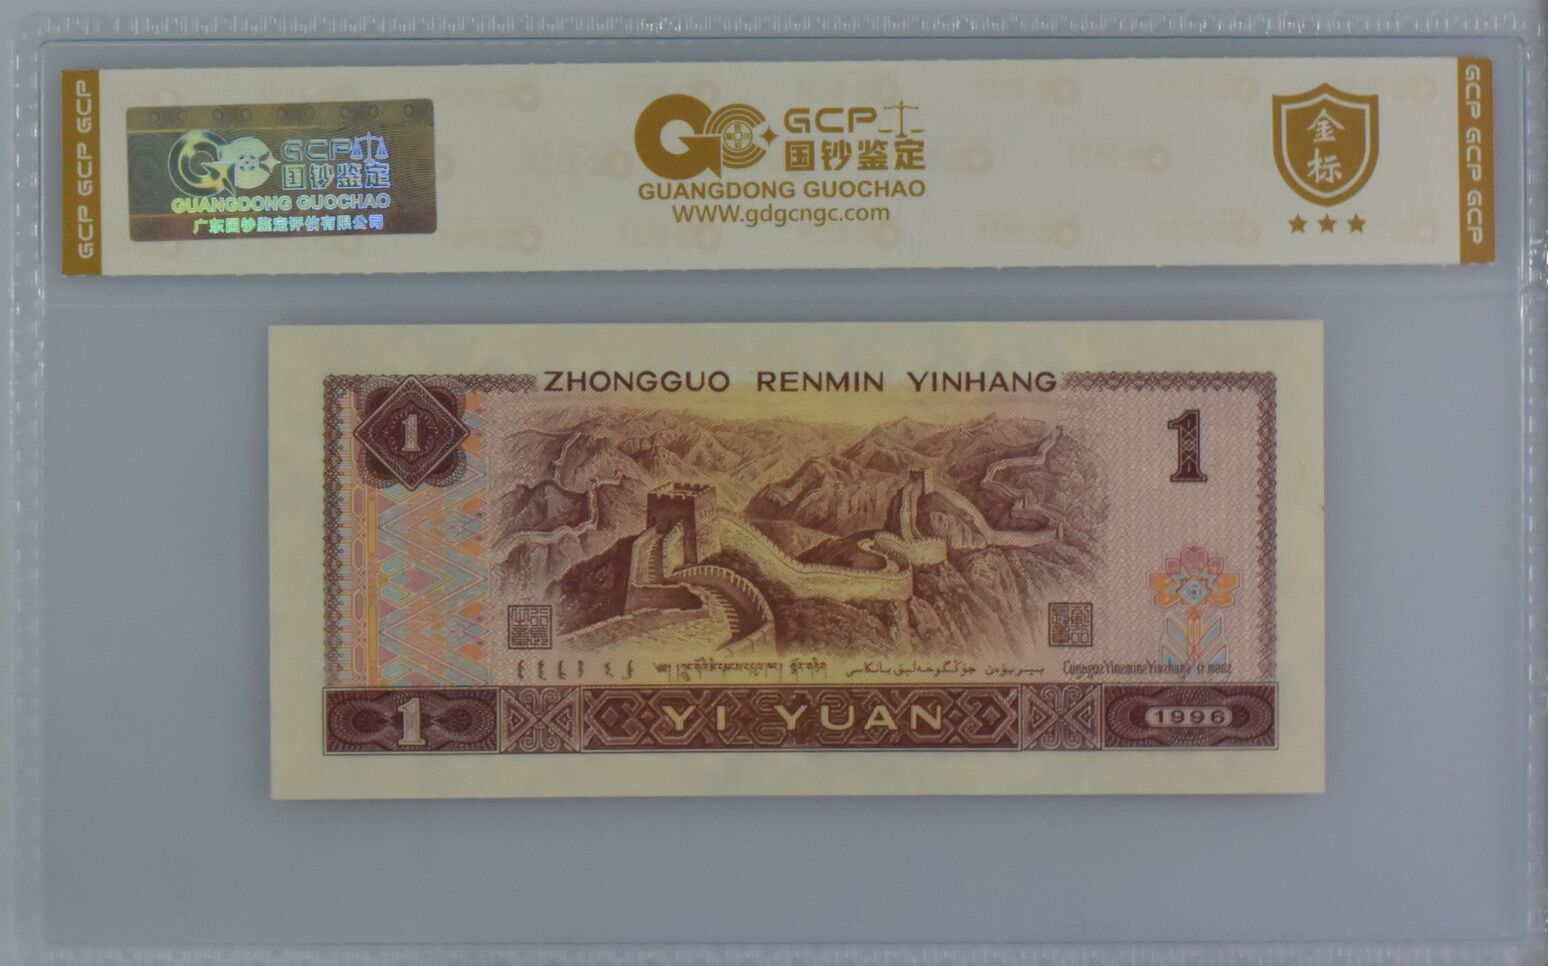 GCP GCP GCP
GCP
国钞鉴定
GUANGDONG GUOCHAO
广东国钞鉴定评估有限公司
GCP
国钞鉴定
GUANGDONG GUOCHAO
WWW.gdgcngc.com
金
标
GCP GCP GCP
ZHONGGUO RENMIN YINHANG
1
1
1
YI YUAN
1996